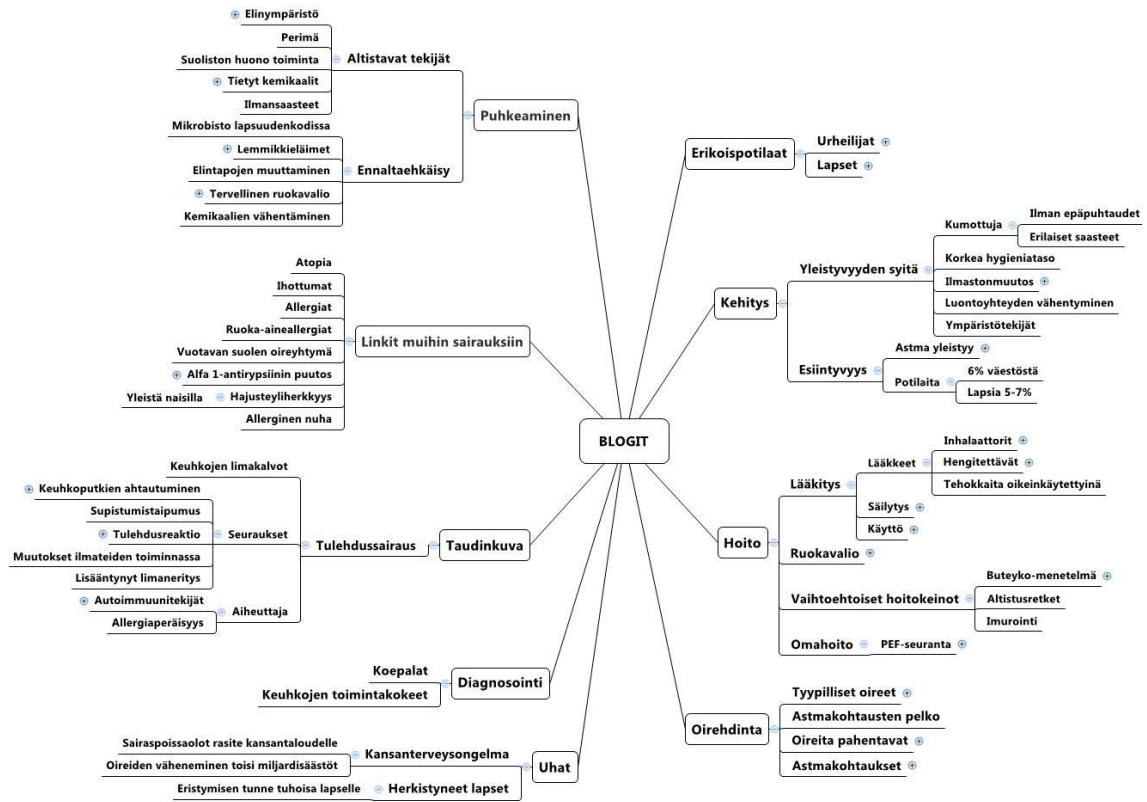 BLOGIT
Puhkeaminen
Altistavat tekijät
Elinympäristö
Perimä
Suoliston huono toiminta
Tietyt kemikaalit
Ilmansaasteet
Ennaltaehkäisy
Mikrobisto lapsuudenkodissa
Lemmikkieläimet
Elintapojen muuttaminen
Tervellinen ruokavalio
Kemikaalien vähentäminen
Linkit muihin sairauksiin
Atopia
Ihottumat
Allergiat
Ruoka-aineallergiat
Vuotavan suolen oireyhtymä
Alfa 1-antirypsiinin puutos
Hajusteyliherkkyys
Yleistä naisilla
Allerginen nuha
Taudinkuva
Tulehdussairaus
Keuhkojen limakalvot
Seuraukset
Keuhkoputkien ahtautuminen
Supistumistaipumus
Tulehdusreaktio
Muutokset ilmateiden toiminnassa
Lisääntynyt limaneritys
Aiheuttaja
Autoimmuunitekijät
Allergiaperäisyys
Diagnosointi
Koepalat
Keuhkojen toimintakokeet
Uhat
Kansanterveysongelma
Sairaspoissaolot rasite kansantaloudelle
Oireiden väheneminen toisi miljardisäästöt
Herkistyneet lapset
Eristymisen tunne tuhoisa lapselle
Erikoispotilaat
Urheilijat
Lapset
Kehitys
Yleistyvyyden syitä
Kumottuja
Ilman epäpuhtaudet
Erilaiset saasteet
Korkea hygieniataso
Ilmastonmuutos
Luontoyhteyden vähentyminen
Ympäristötekijät
Esiintyvyys
Astma yleistyy
Potilaita
6% väestöstä
Lapsia 5-7%
Hoito
Lääkitys
Lääkkeet
Inhalaattorit
Hengitettävät
Tehokkaita oikeinkäytettyinä
Säilytys
Käyttö
Ruokavalio
Vaihtoehtoiset hoitokeinot
Buteyko-menetelmä
Altistusretket
Imurointi
Omahoito
PEF-seuranta
Oirehdinta
Tyypilliset oireet
Astmakohtausten pelko
Oireita pahentavat
Astmakohtaukset